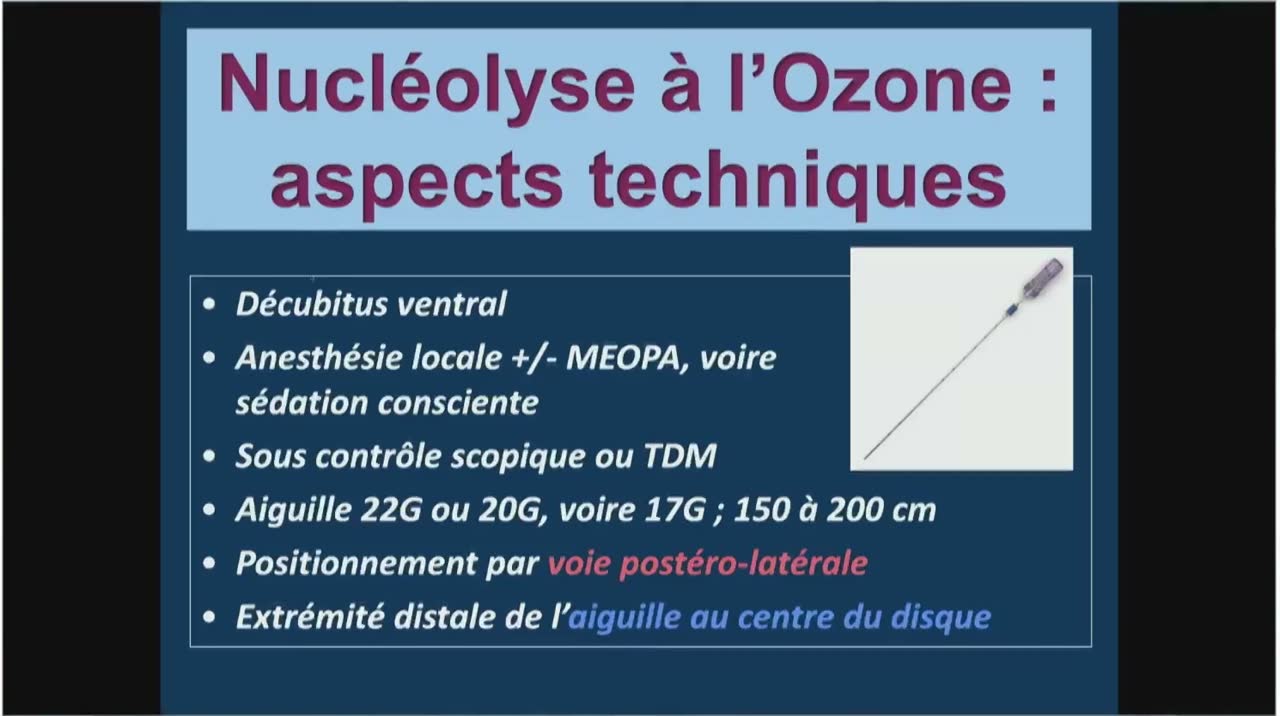 Nucléolyse à l’Ozone :
aspects techniques
• Décubitus ventral
• Anesthésie locale +/- MEOPA, voire
sédation consciente
• Sous contrôle scopique ou TDM
• Aiguille 22G ou 20G, voire 17G ; 150 à 200 cm
• Positionnement par voie postéro-latérale
• Extrémité distale de l’aiguille au centre du disque